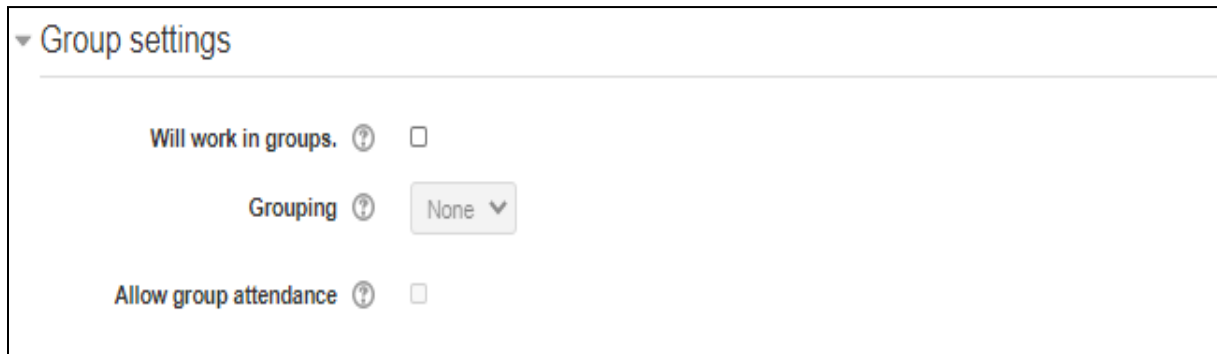 Group settings
Will work in groups.
Grouping None
Allow group attendance